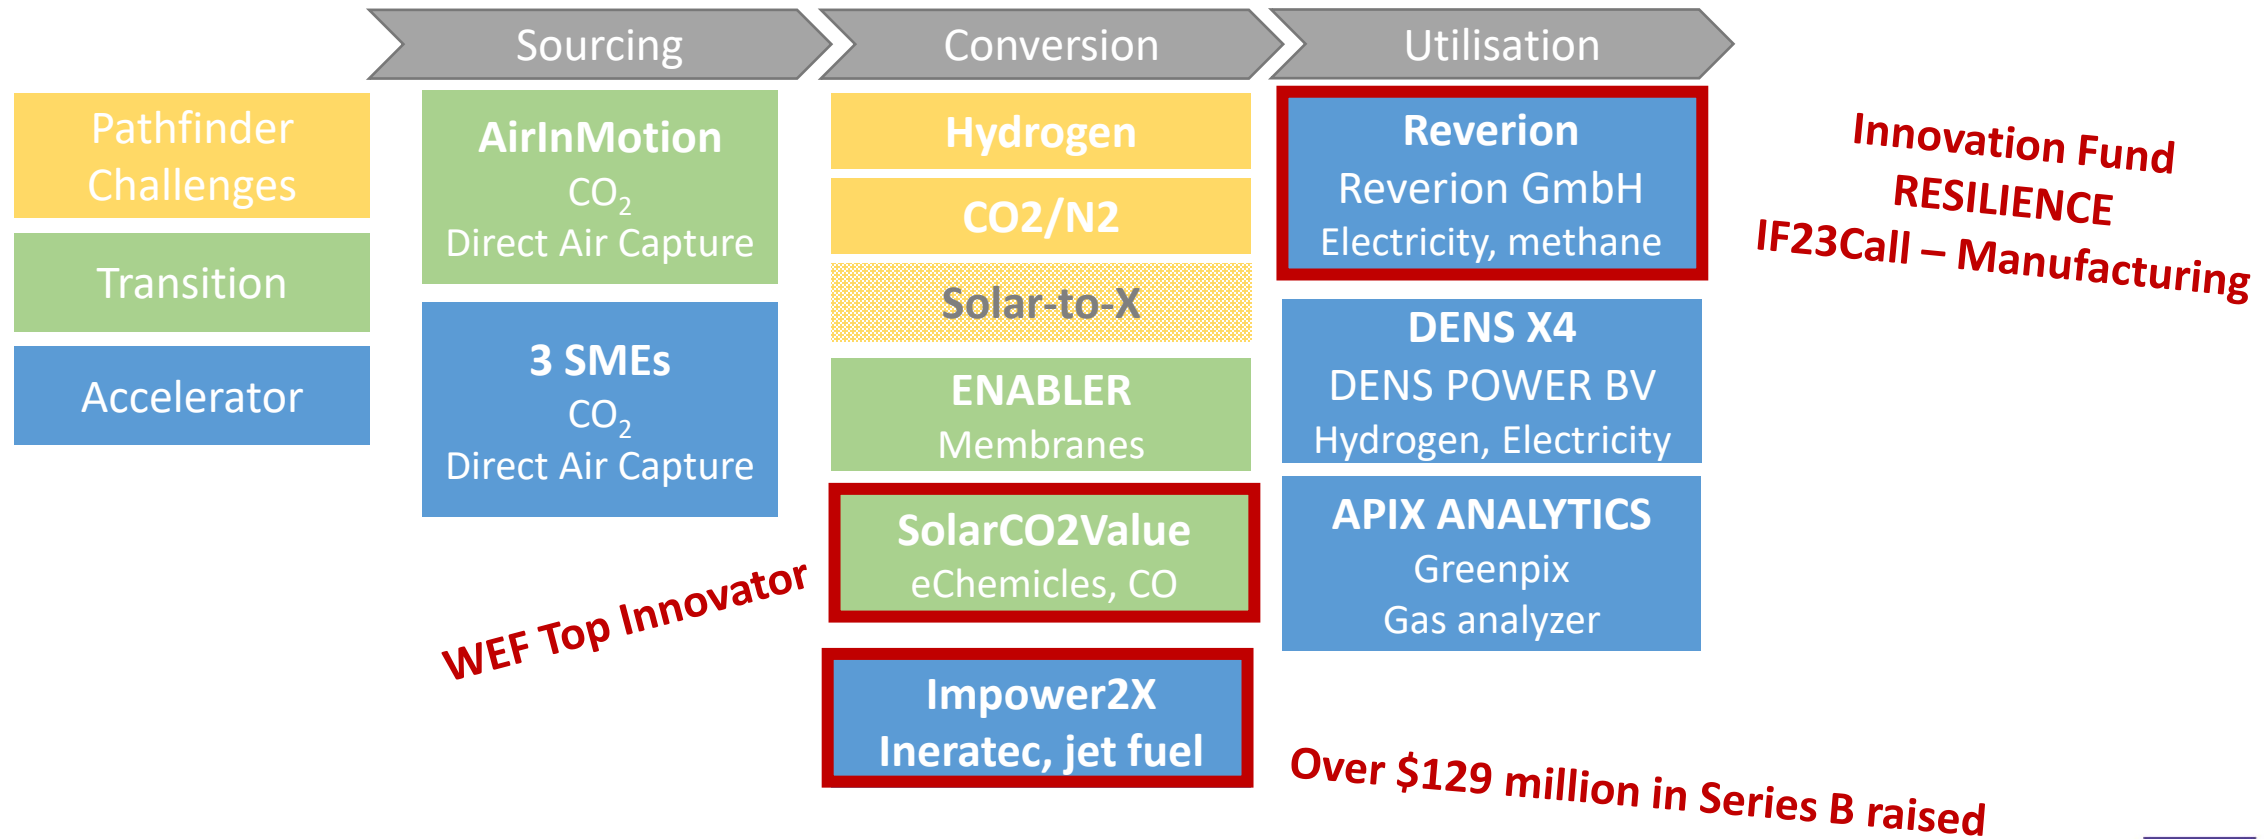 Sourcing
Conversion
Utilisation
Pathfinder
Challenges
Transition
Accelerator
AirInMotion
CO₂
Direct Air Capture
3 SMEs
CO₂
Direct Air Capture
WEF Top Innovator
Hydrogen
CO2/N2
Solar-to-X
ENABLER
Membranes
SolarCO2Value
eChemicles, CO
Impower2X
Ineratec, jet fuel
Reverion
Reverion GmbH
Electricity, methane
DENS X4
DENS POWER BV
Hydrogen, Electricity
APIX ANALYTICS
Greenpix
Gas analyzer
Innovation Fund
RESILIENCE
IF23Call – Manufacturing
Over $129 million in Series B raised